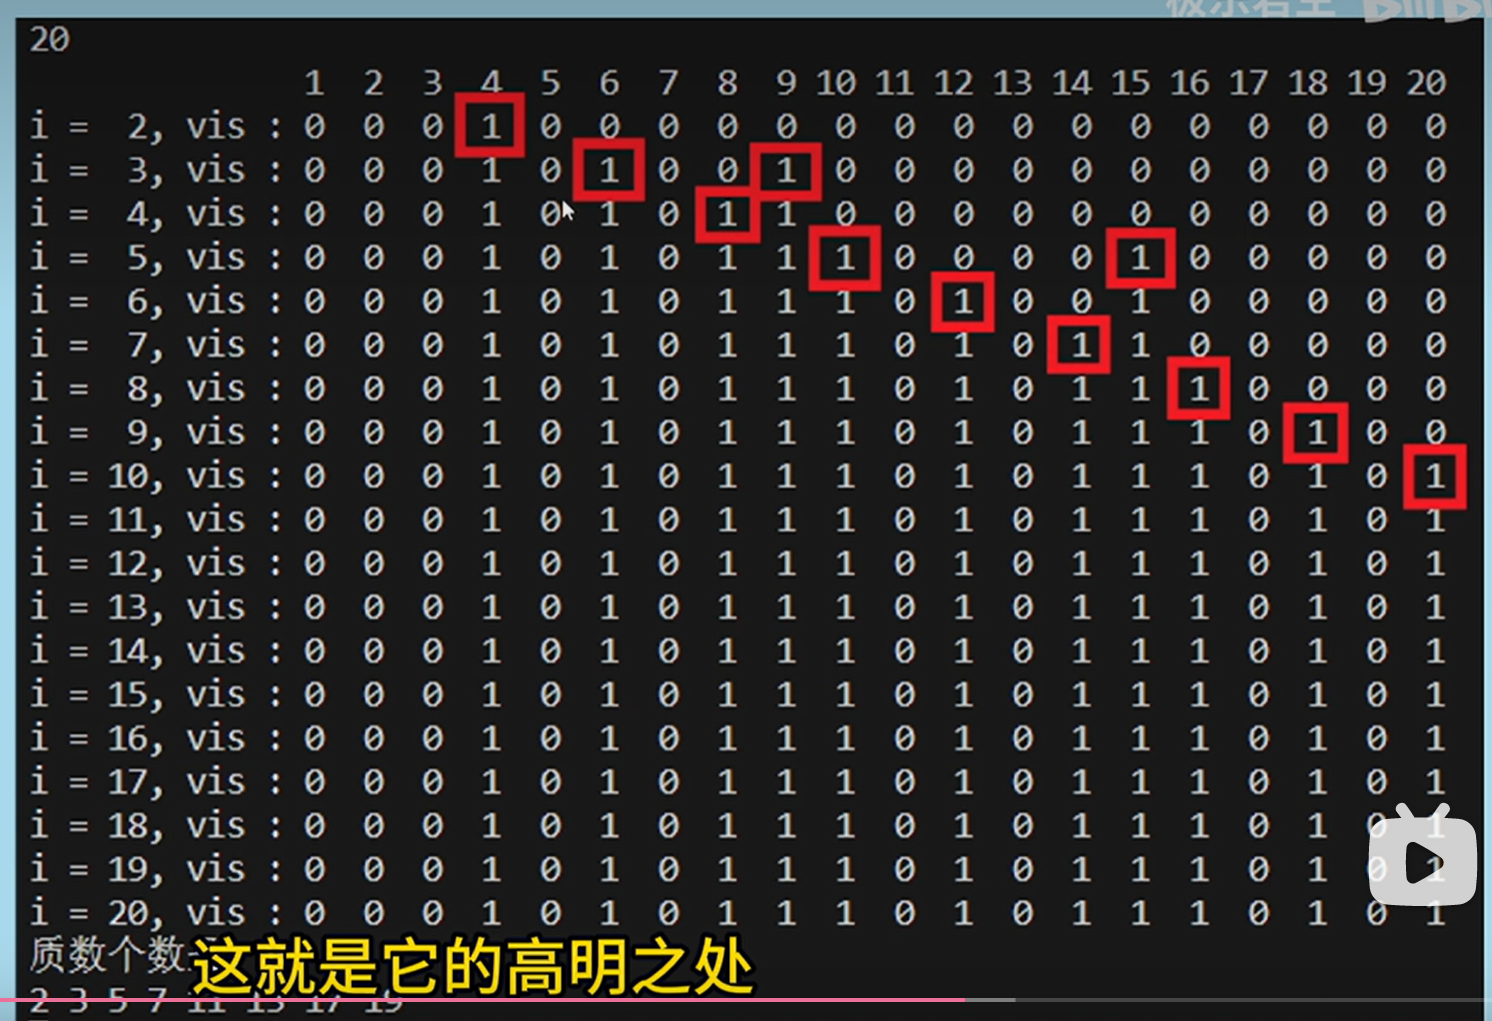 20
1 2 3 4 5 6 7 8 9 10 11 12 13 14 15 16 17 18 19 20
i = 2, vis : 0 0 0 1 0 0 0 0 0 0 0 0 0 0 0 0 0 0 0 0
i = 3, vis : 0 0 0 1 0 1 0 0 1 0 0 0 0 0 0 0 0 0 0 0
i = 4, vis : 0 0 0 1 0 1 0 1 1 0 0 0 0 0 0 0 0 0 0 0
i = 5, vis : 0 0 0 1 0 1 0 1 1 1 0 0 0 0 1 0 0 0 0 0
i = 6, vis : 0 0 0 1 0 1 0 1 1 1 0 1 0 0 1 0 0 0 0 0
i = 7, vis : 0 0 0 1 0 1 0 1 1 1 0 1 0 1 1 0 0 0 0 0
i = 8, vis : 0 0 0 1 0 1 0 1 1 1 0 1 0 1 1 1 0 0 0 0
i = 9, vis : 0 0 0 1 0 1 0 1 1 1 0 1 0 1 1 1 0 1 0 0
i = 10, vis : 0 0 0 1 0 1 0 1 1 1 0 1 0 1 1 1 0 1 0 1
i = 11, vis : 0 0 0 1 0 1 0 1 1 1 0 1 0 1 1 1 0 1 0 1
i = 12, vis : 0 0 0 1 0 1 0 1 1 1 0 1 0 1 1 1 0 1 0 1
i = 13, vis : 0 0 0 1 0 1 0 1 1 1 0 1 0 1 1 1 0 1 0 1
i = 14, vis : 0 0 0 1 0 1 0 1 1 1 0 1 0 1 1 1 0 1 0 1
i = 15, vis : 0 0 0 1 0 1 0 1 1 1 0 1 0 1 1 1 0 1 0 1
i = 16, vis : 0 0 0 1 0 1 0 1 1 1 0 1 0 1 1 1 0 1 0 1
i = 17, vis : 0 0 0 1 0 1 0 1 1 1 0 1 0 1 1 1 0 1 0 1
i = 18, vis : 0 0 0 1 0 1 0 1 1 1 0 1 0 1 1 1 0 1 0 1
i = 19, vis : 0 0 0 1 0 1 0 1 1 1 0 1 0 1 1 1 0 1 0 1
i = 20, vis : 0 0 0 1 0 1 0 1 1 1 0 1 0 1 1 1 0 1 0 1
质数个数
这就是它的高明之处
2 3 5 7 11 13 17 19